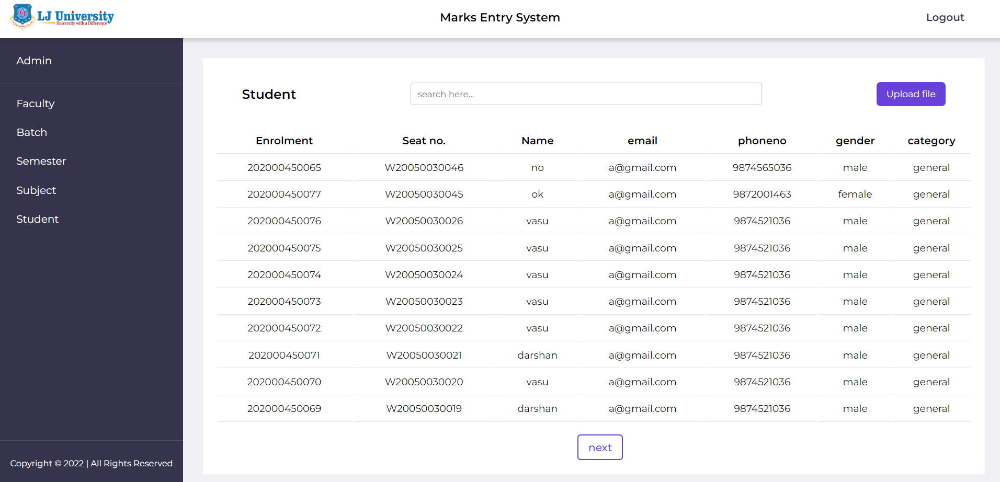 LJ University
University with a Difference
Marks Entry System
Logout
Admin
Faculty
Batch
Semester
Subject
Student
Copyright © 2022 | All Rights Reserved
Student
search here...
Upload file
Enrolment Seat no. Name email phoneno gender category
202000450065 W20050030046 no a@gmail.com 9874565036 male general
202000450077 W20050030045 ok a@gmail.com 9872001463 female general
202000450076 W20050030026 vasu a@gmail.com 9874521036 male general
202000450075 W20050030025 vasu a@gmail.com 9874521036 male general
202000450074 W20050030024 vasu a@gmail.com 9874521036 male general
202000450073 W20050030023 vasu a@gmail.com 9874521036 male general
202000450072 W20050030022 vasu a@gmail.com 9874521036 male general
202000450071 W20050030021 darshan a@gmail.com 9874521036 male general
202000450070 W20050030020 vasu a@gmail.com 9874521036 male general
202000450069 W20050030019 darshan a@gmail.com 9874521036 male general
next